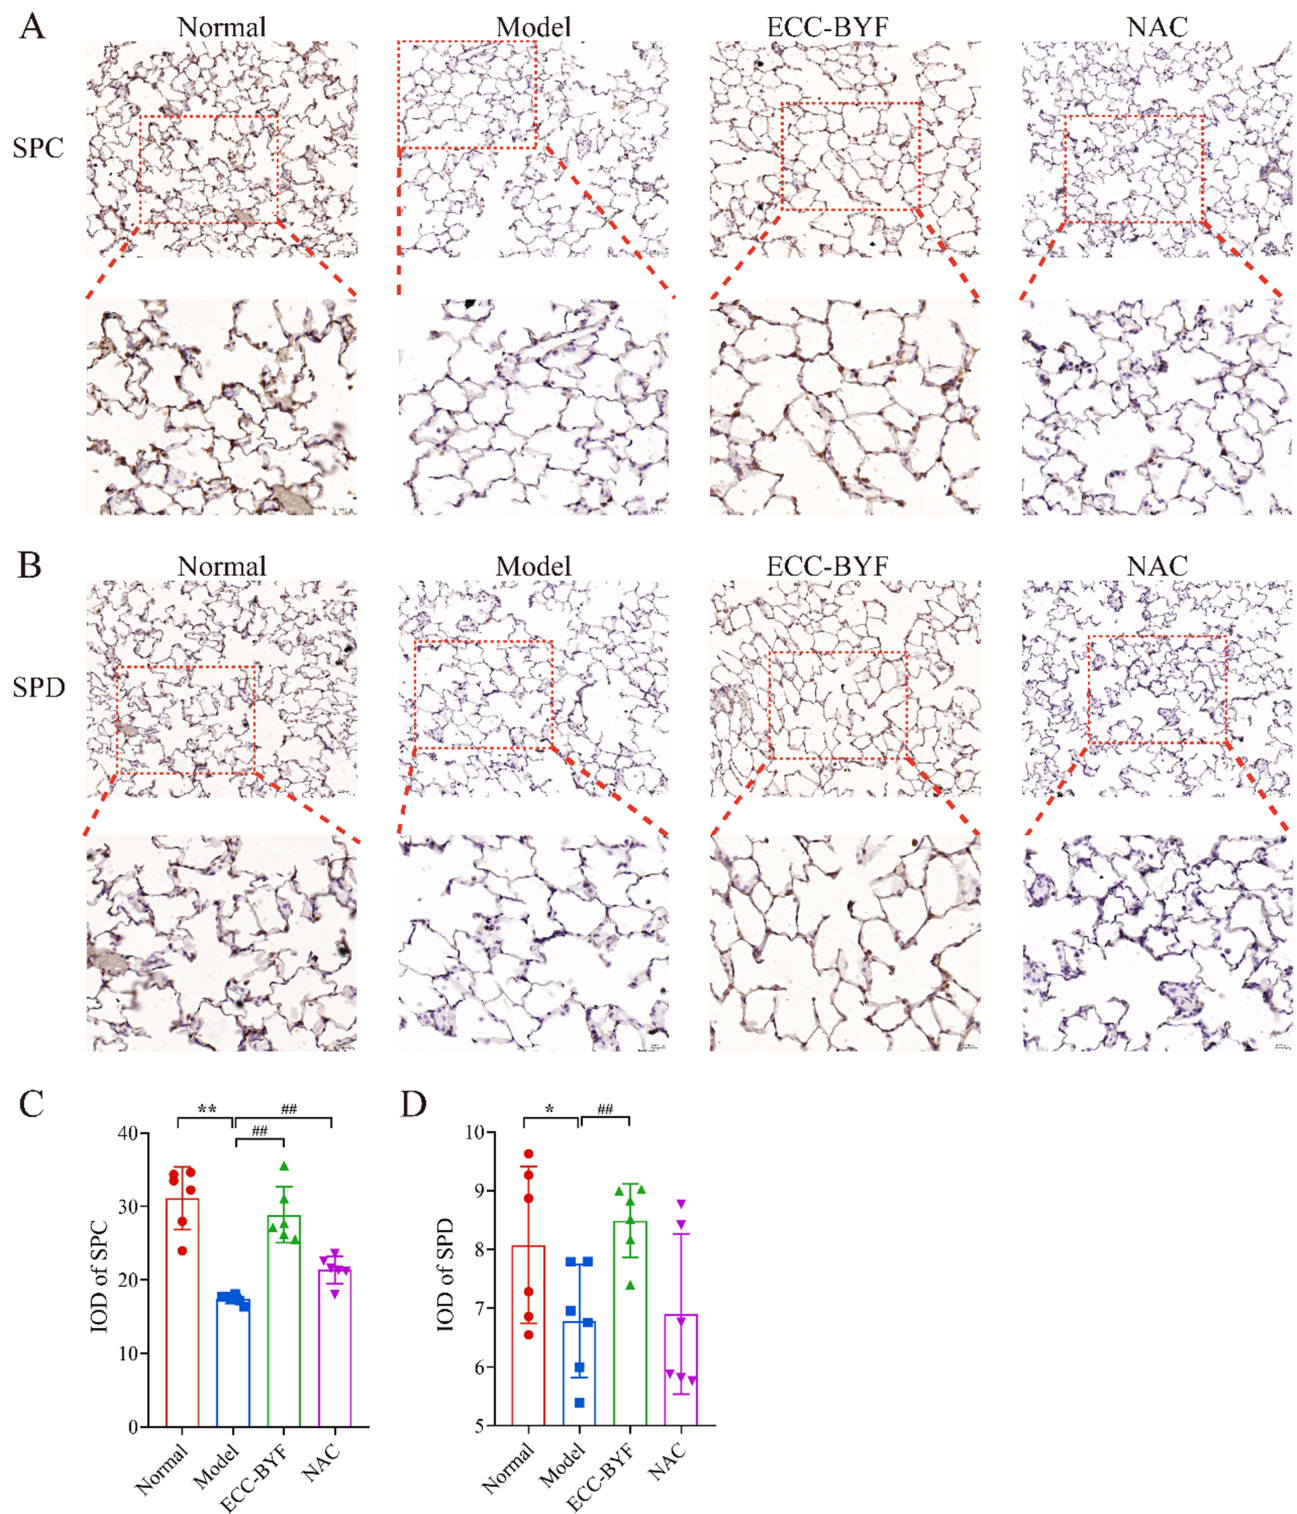 A
Normal Model ECC-BYF NAC
SPC
B
Normal Model ECC-BYF NAC
SPD
C
** ##
##
40
30
20
10
0
IOD of SPC
Normal Model ECC-BYF NAC
D
* ##
10
9
8
7
6
5
IOD of SPD
Normal Model ECC-BYF NAC